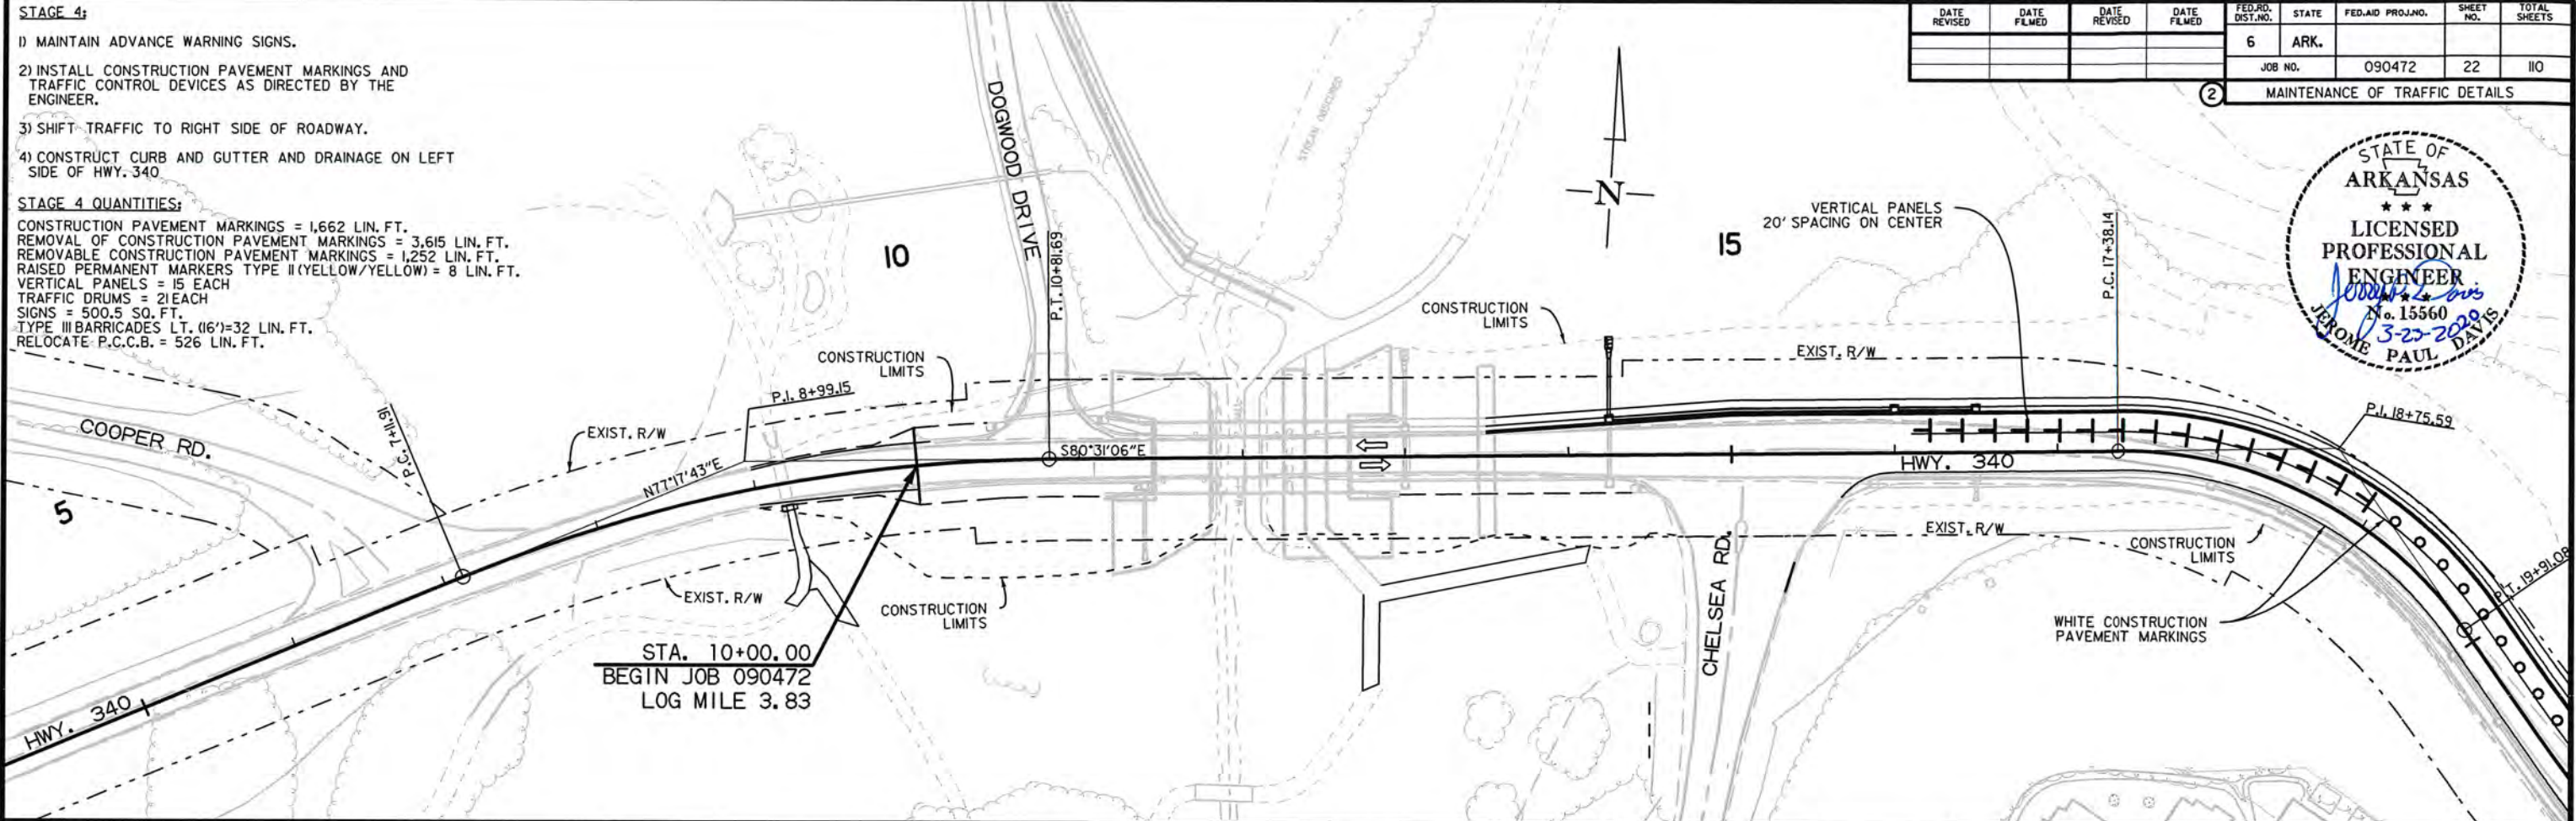 STAGE 4:
1) MAINTAIN ADVANCE WARNING SIGNS.
2) INSTALL CONSTRUCTION PAVEMENT MARKINGS AND
TRAFFIC CONTROL DEVICES AS DIRECTED BY THE
ENGINEER.
3) SHIFT TRAFFIC TO RIGHT SIDE OF ROADWAY.
4) CONSTRUCT CURB AND GUTTER AND DRAINAGE ON LEFT
SIDE OF HWY. 340
STAGE 4 QUANTITIES:
CONSTRUCTION PAVEMENT MARKINGS = 1,662 LIN. FT.
REMOVAL OF CONSTRUCTION PAVEMENT MARKINGS = 3,615 LIN. FT.
REMOVABLE CONSTRUCTION PAVEMENT MARKINGS = 1,252 LIN. FT.
RAISED PERMANENT MARKERS TYPE II (YELLOW/YELLOW) = 8 LIN. FT.
VERTICAL PANELS = 15 EACH
TRAFFIC DRUMS = 21 EACH
SIGNS = 500.5 SQ. FT.
TYPE III BARRICADES LT. (16')=32 LIN. FT.
RELOCATE P.C.C.B. = 526 LIN. FT.
DATE REVISED
DATE FILMED
DATE REVISED
DATE FILMED
FED.RD. DIST.NO.
STATE
FED.AID PROJ.NO.
SHEET NO.
TOTAL SHEETS
6
ARK.
JOB NO.
090472
22
110
2
MAINTENANCE OF TRAFFIC DETAILS
STATE OF
ARKANSAS
★ ★ ★
LICENSED
PROFESSIONAL
ENGINEER
No. 15560
3-23-2020
JEROME PAUL DAVIS
DOGWOOD DRIVE
STREAM OBSCURED
N
10
15
5
P.T. 10+81.69
VERTICAL PANELS
20' SPACING ON CENTER
P.C. 17+38.14
CONSTRUCTION
LIMITS
CONSTRUCTION
LIMITS
EXIST. R/W
P.I. 8+99.15
P.I. 18+75.59
COOPER RD.
P.C. 7+11.91
EXIST. R/W
N77°17'43"E
S80°31'06"E
HWY. 340
EXIST. R/W
CONSTRUCTION
LIMITS
EXIST. R/W
CONSTRUCTION
LIMITS
P.T. 19+91.08
CHELSEA RD.
WHITE CONSTRUCTION
PAVEMENT MARKINGS
STA. 10+00.00
BEGIN JOB 090472
LOG MILE 3.83
HWY. 340